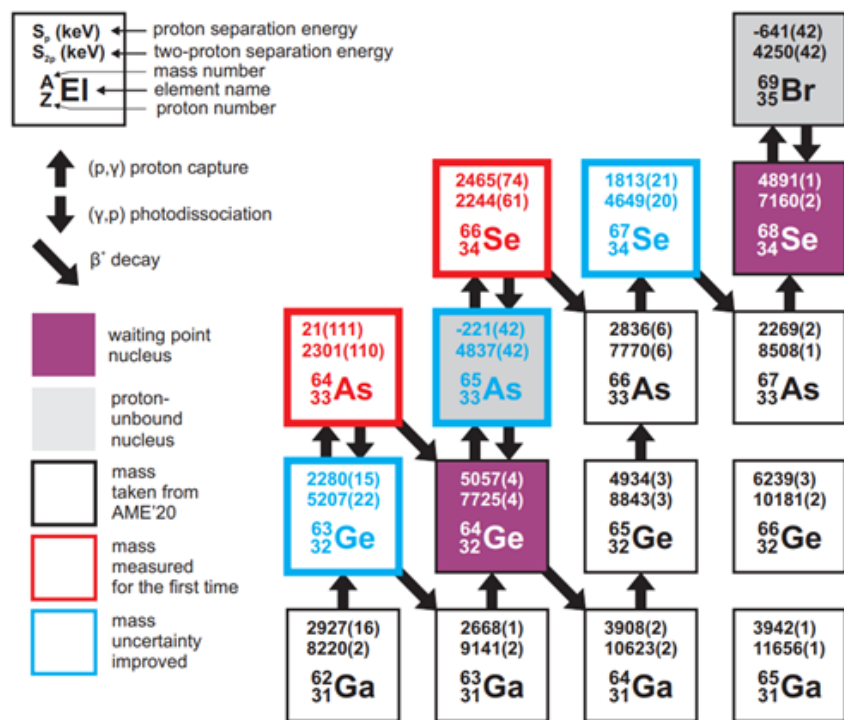 S_p (keV) proton separation energy
S_2p (keV) two-proton separation energy
A mass number
El element name
Z proton number
(p,γ) proton capture
(γ,p) photodissociation
β⁺ decay
waiting point
nucleus
proton-
unbound
nucleus
mass
taken from
AME'20
mass
measured
for the first time
mass
uncertainty
improved
-641(42)
4250(42)
69
35 Br
2465(74)
2244(61)
66
34 Se
1813(21)
4649(20)
67
34 Se
4891(1)
7160(2)
68
34 Se
21(111)
2301(110)
64
33 As
-221(42)
4837(42)
65
33 As
2836(6)
7770(6)
66
33 As
2269(2)
8508(1)
67
33 As
2280(15)
5207(22)
63
32 Ge
5057(4)
7725(4)
64
32 Ge
4934(3)
8843(3)
65
32 Ge
6239(3)
10181(2)
66
32 Ge
2927(16)
8220(2)
62
31 Ga
2668(1)
9141(2)
63
31 Ga
3908(2)
10623(2)
64
31 Ga
3942(1)
11656(1)
65
31 Ga